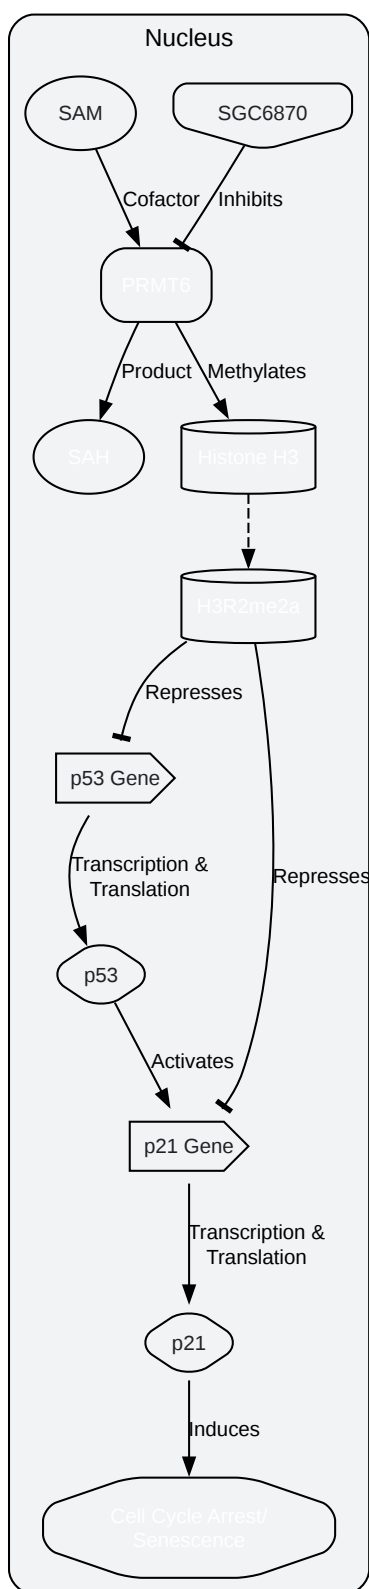 Nucleus
SAM
SGC6870
Cofactor
Inhibits
PRMT6
Product
Methylates
SAH
Histone H3
H3R2me2a
Represses
p53 Gene
Transcription &
Translation
Represses
p53
Activates
p21 Gene
Transcription &
Translation
p21
Induces
Cell Cycle Arrest/
Senescence